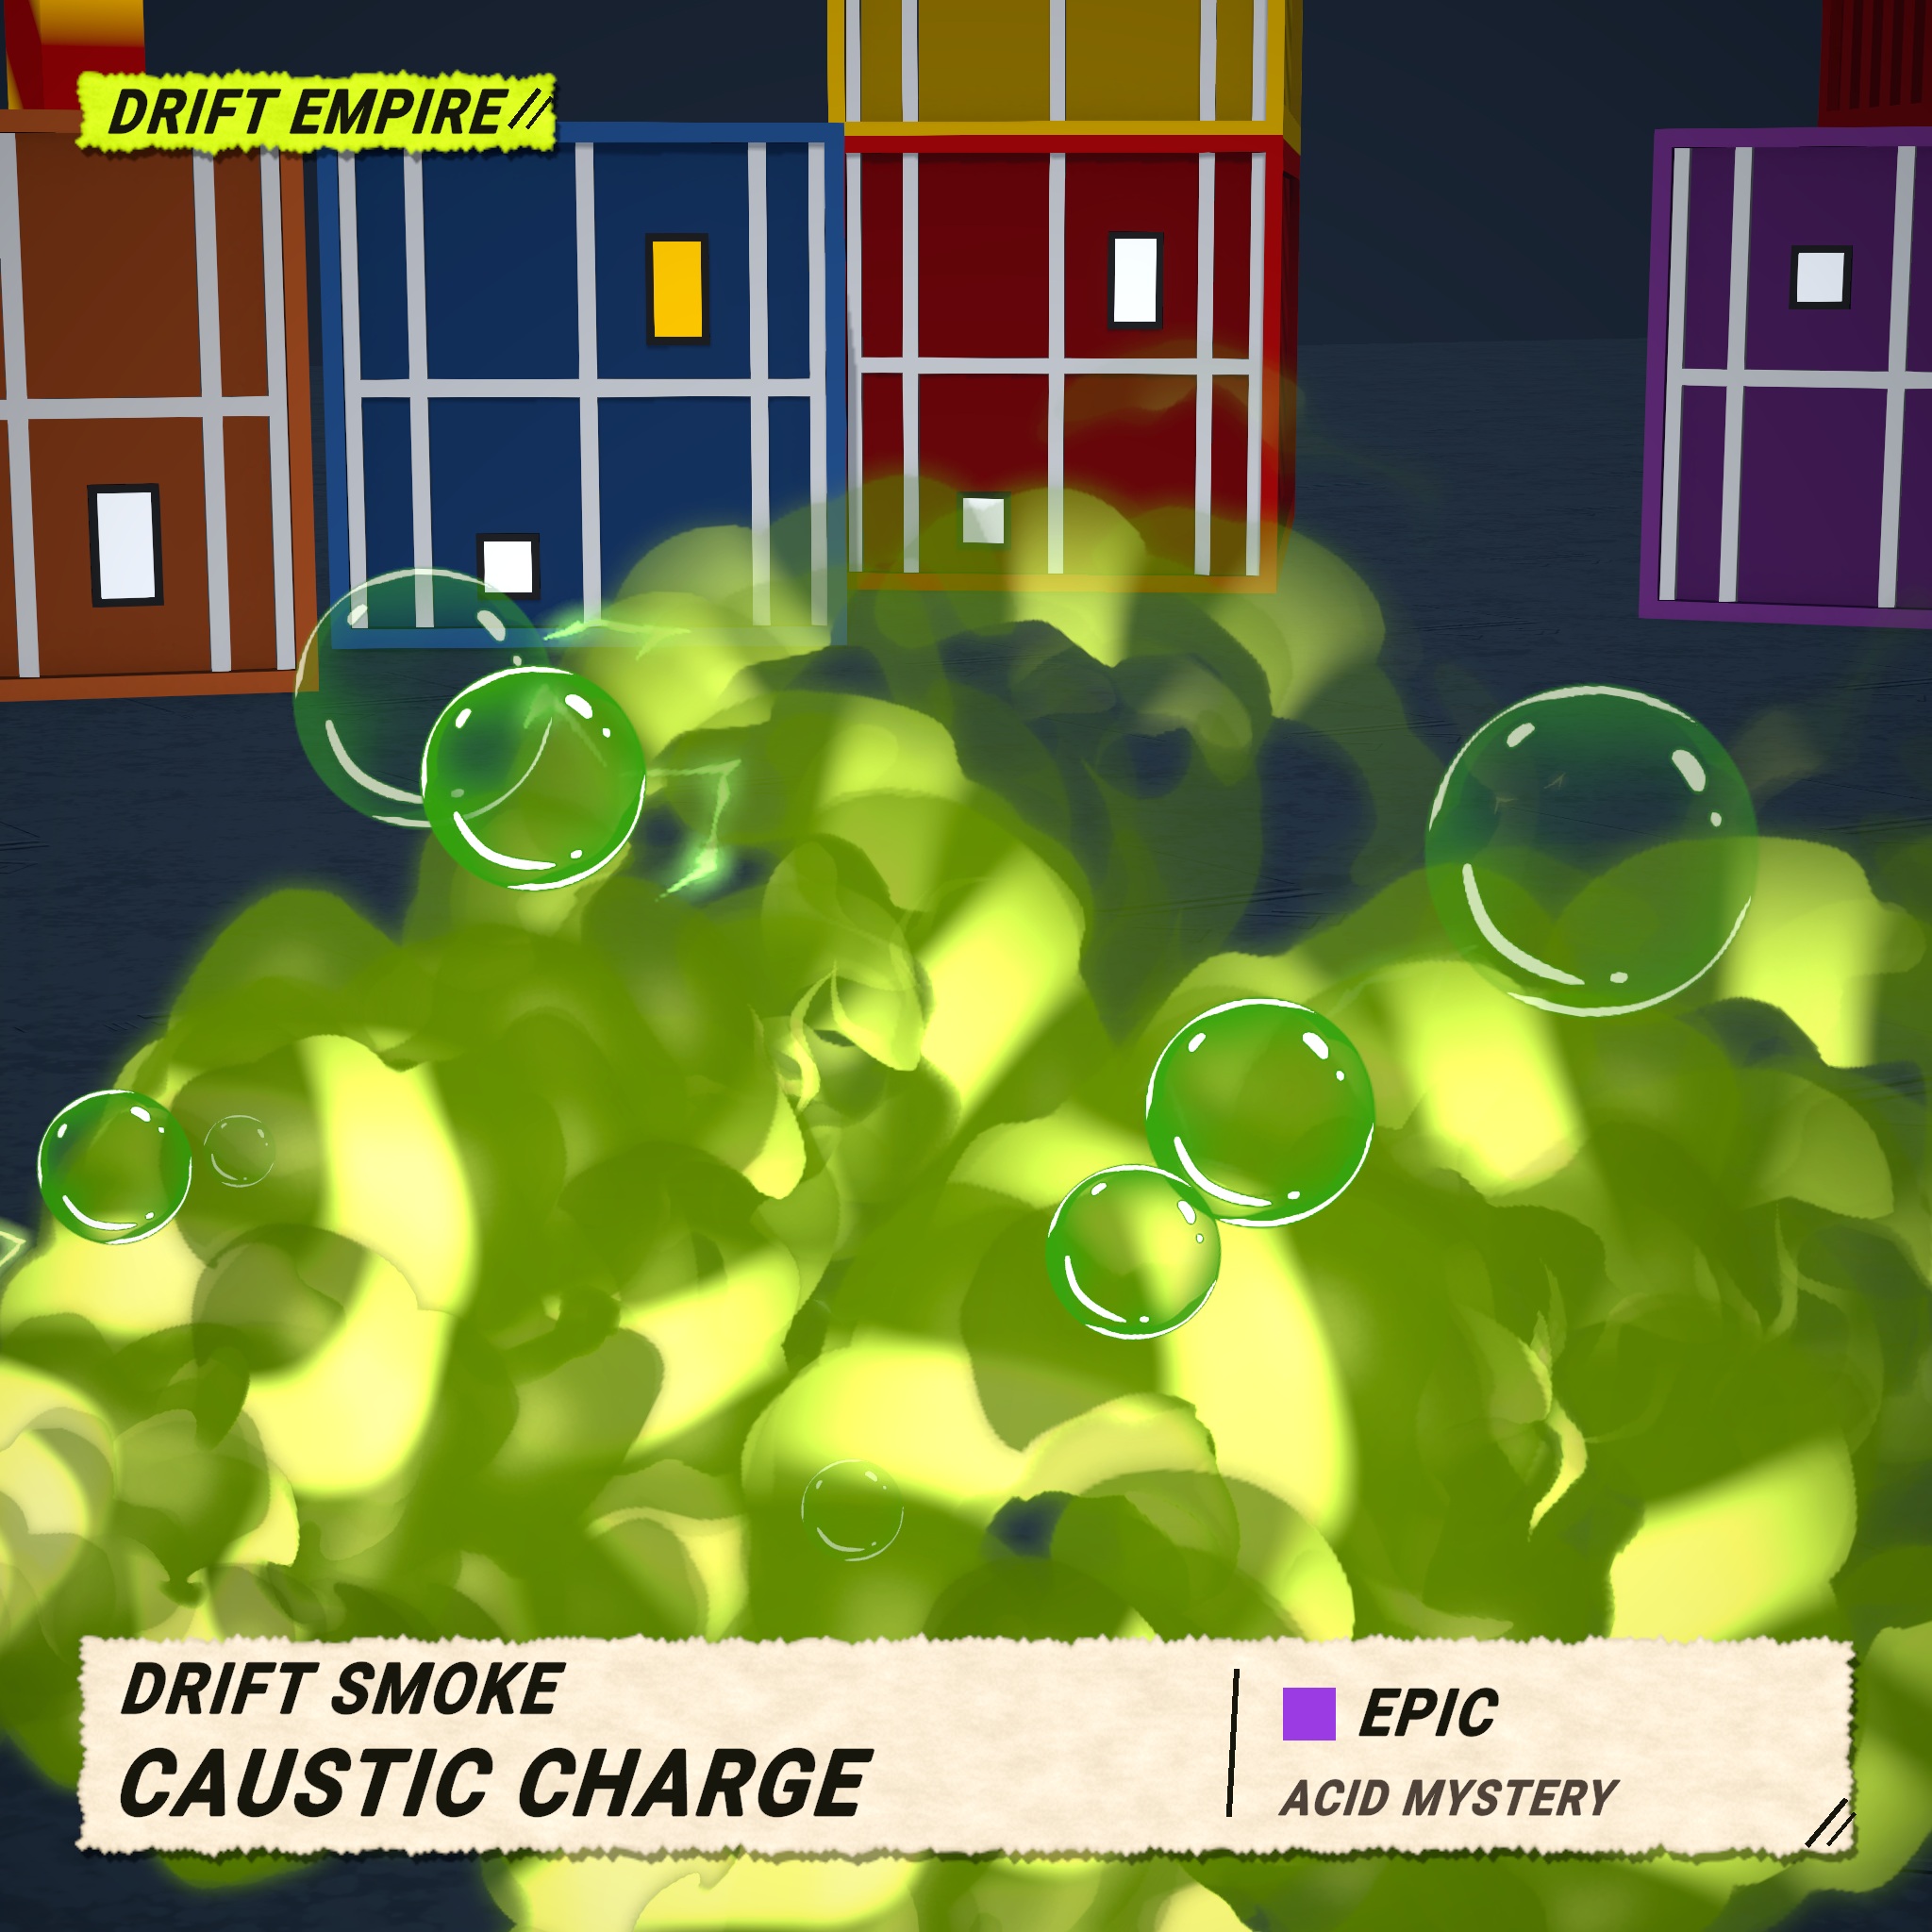 DRIFT EMPIRE//
DRIFT SMOKE
CAUSTIC CHARGE
EPIC
ACID MYSTERY